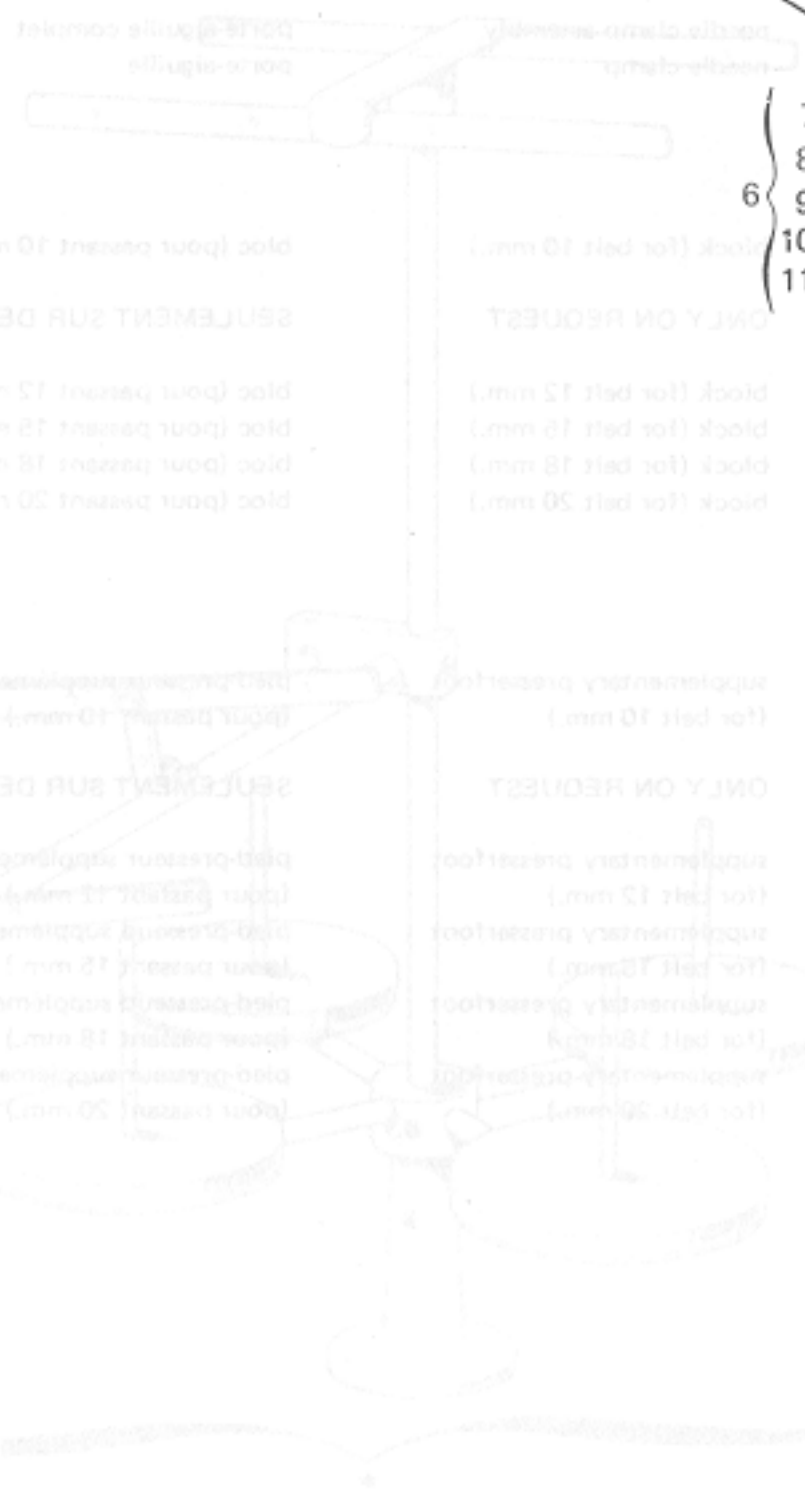 needle clamp assembly porte-aiguille complet
needle clamp porte-aiguille
6
8
9
10
11
block (for belt 10 mm.) bloc (pour passant 10
ONLY ON REQUEST SEULEMENT SUR DE
block (for belt 12 mm.) bloc (pour passant 12
block (for belt 15 mm.) bloc (pour passant 15
block (for belt 18 mm.) bloc (pour passant 18
block (for belt 20 mm.) bloc (pour passant 20
supplementary presserfoot pied-presseur
(for belt 10 mm.) (pour passant 10 mm.)
ONLY ON REQUEST SEULEMENT SUR DE
supplementary presserfoot pied-presseur
(for belt 12 mm.) (pour passant 12 mm.)
supplementary presserfoot pied-presseur
(for belt 15 mm.) (pour passant 15 mm.)
supplementary presserfoot pied-presseur
(for belt 18 mm.) (pour passant 18 mm.)
supplementary presserfoot pied-presseur
(for belt 20 mm.) (pour passant 20 mm.)